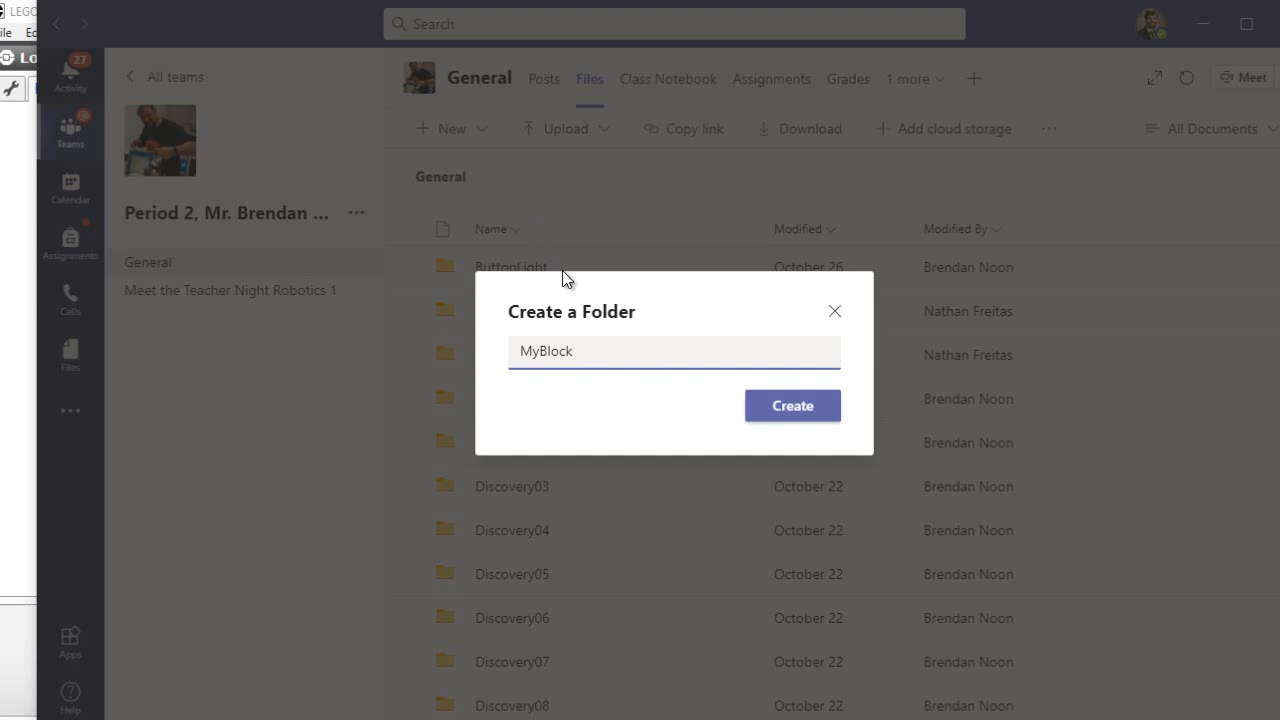 LEGO
Search
ile Ec
Lo
27
Activity
Teams
Calendar
Assignments
Calls
Files
Apps
Help
All teams
Period 2, Mr. Brendan ...
General
Meet the Teacher Night Robotics 1
General Posts Files Class Notebook Assignments Grades 1 more Meet
New Upload Copy link Download Add cloud storage All Documents
General
Name Modified Modified By
ButtonLight October 26 Brendan Noon
Nathan Freitas
Nathan Freitas
Brendan Noon
Brendan Noon
Create a Folder
MyBlock
Create
Discovery03 October 22 Brendan Noon
Discovery04 October 22 Brendan Noon
Discovery05 October 22 Brendan Noon
Discovery06 October 22 Brendan Noon
Discovery07 October 22 Brendan Noon
Discovery08 October 22 Brendan Noon